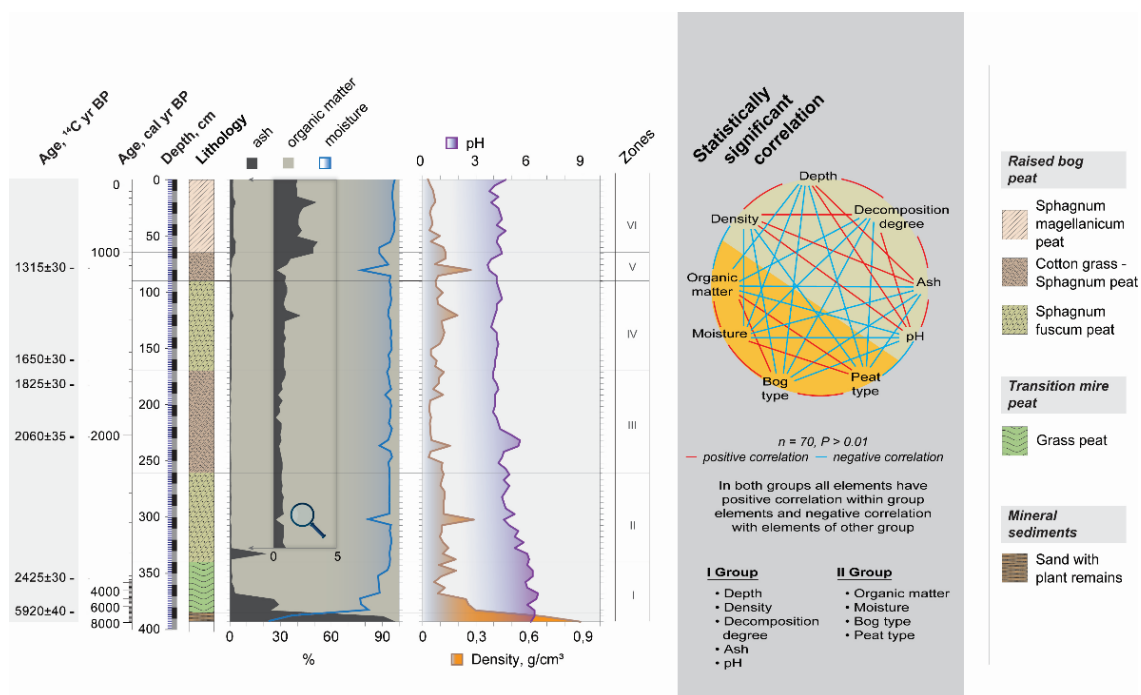 Age, ¹⁴C yr BP
Age, cal yr BP
Depth, cm
Lithology
ash
organic matter
moisture
pH
Zones
0 3 6 9
0
1000
2000
4000
6000
8000
1315±30
1650±30
1825±30
2060±35
2425±30
5920±40
0
50
100
150
200
250
300
350
400
VI
V
IV
III
II
I
0 5
0 30 60 90
%
0 0,3 0,6 0,9
Density, g/cm³
Statistically
significant
correlation
Depth
Decomposition
degree
Density
Organic
matter
Ash
Moisture
pH
Bog
type
Peat
type
n = 70, P > 0.01
positive correlation
negative correlation
In both groups all elements have
positive correlation within group
elements and negative correlation
with elements of other group
I Group
• Depth
• Density
• Decomposition
degree
• Ash
• pH
II Group
• Organic matter
• Moisture
• Bog type
• Peat type
Raised bog
peat
Sphagnum
magellanicum
peat
Cotton grass -
Sphagnum peat
Sphagnum
fuscum peat
Transition mire
peat
Grass peat
Mineral
sediments
Sand with
plant remains